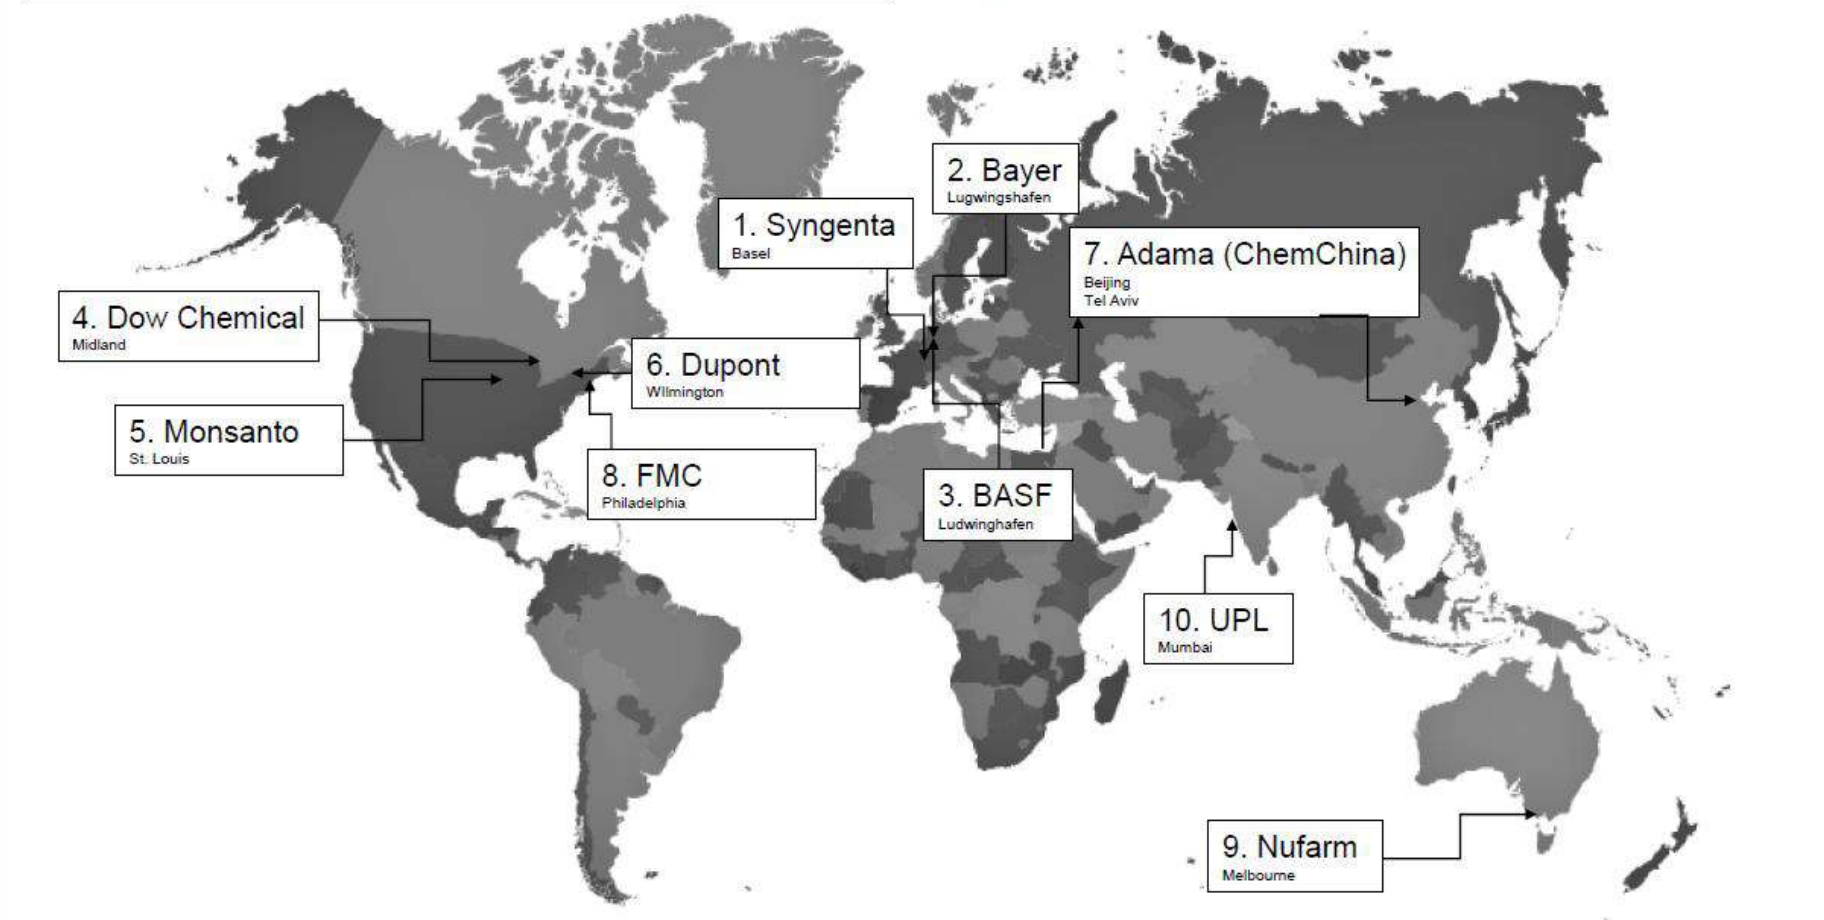 2. Bayer
Lugwingshafen
1. Syngenta
Basel
7. Adama (ChemChina)
Beijing
Tel Aviv
4. Dow Chemical
Midland
6. Dupont
WIlmington
5. Monsanto
St. Louis
8. FMC
Philadelphia
3. BASF
Ludwinghafen
10. UPL
Mumbai
9. Nufarm
Melbourne